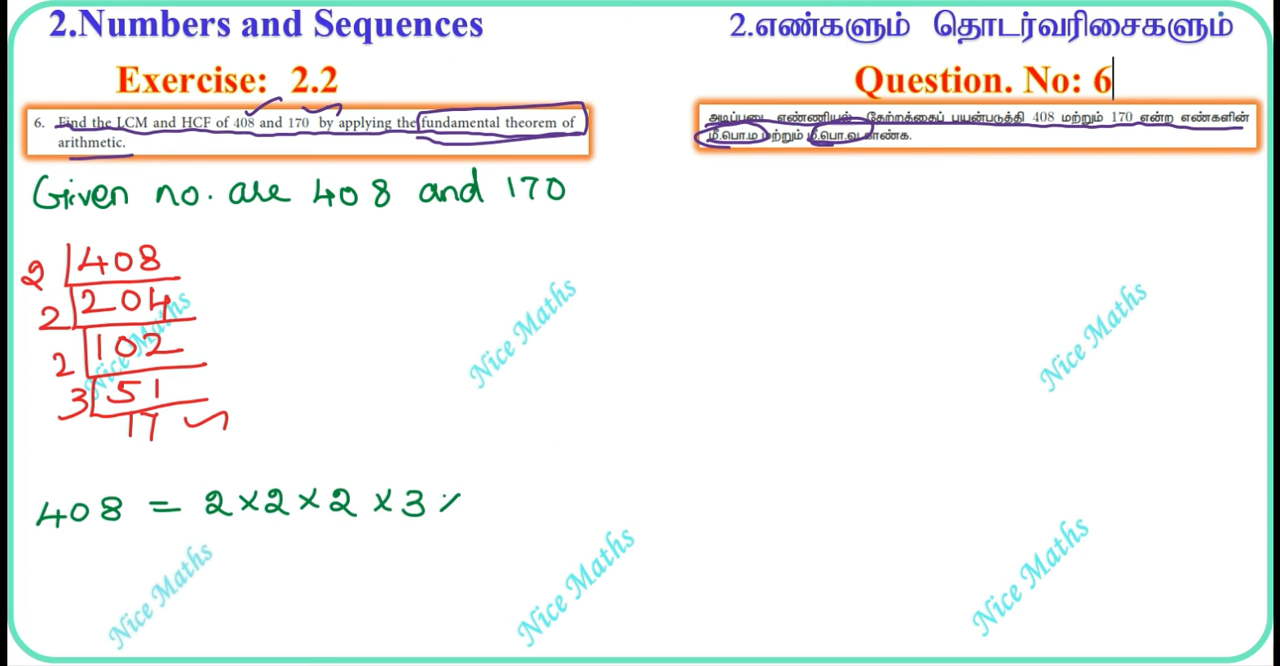 2.Numbers and Sequences
2.எண்களும் தொடர்வரிசைகளும்
Exercise: 2.2
Question. No: 6
6. Find the LCM and HCF of 408 and 170 by applying the fundamental theorem of
arithmetic.
அடிப்படை எண்ணியல் தேற்றத்தைப் பயன்படுத்தி 408 மற்றும் 170 என்ற எண்களின்
மீ.பொ.ம மற்றும் மீ.பொ.வ காண்க.
Given no. are 408 and 170
2 408
2 204
2 102
3 51
17
408 = 2 × 2 × 2 × 3
Nice Maths
Nice Maths
Nice Maths
Nice Maths
Nice Maths
Nice Maths